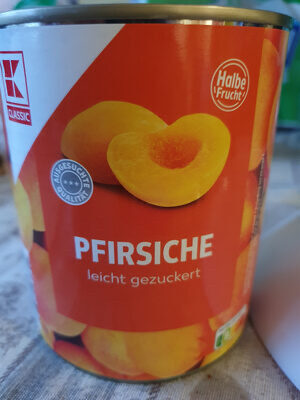 K
CLASSIC
Halbe
Frucht
AUSGESUCHTE
QUALITÄT
PFIRSICHE
leicht gezuckert